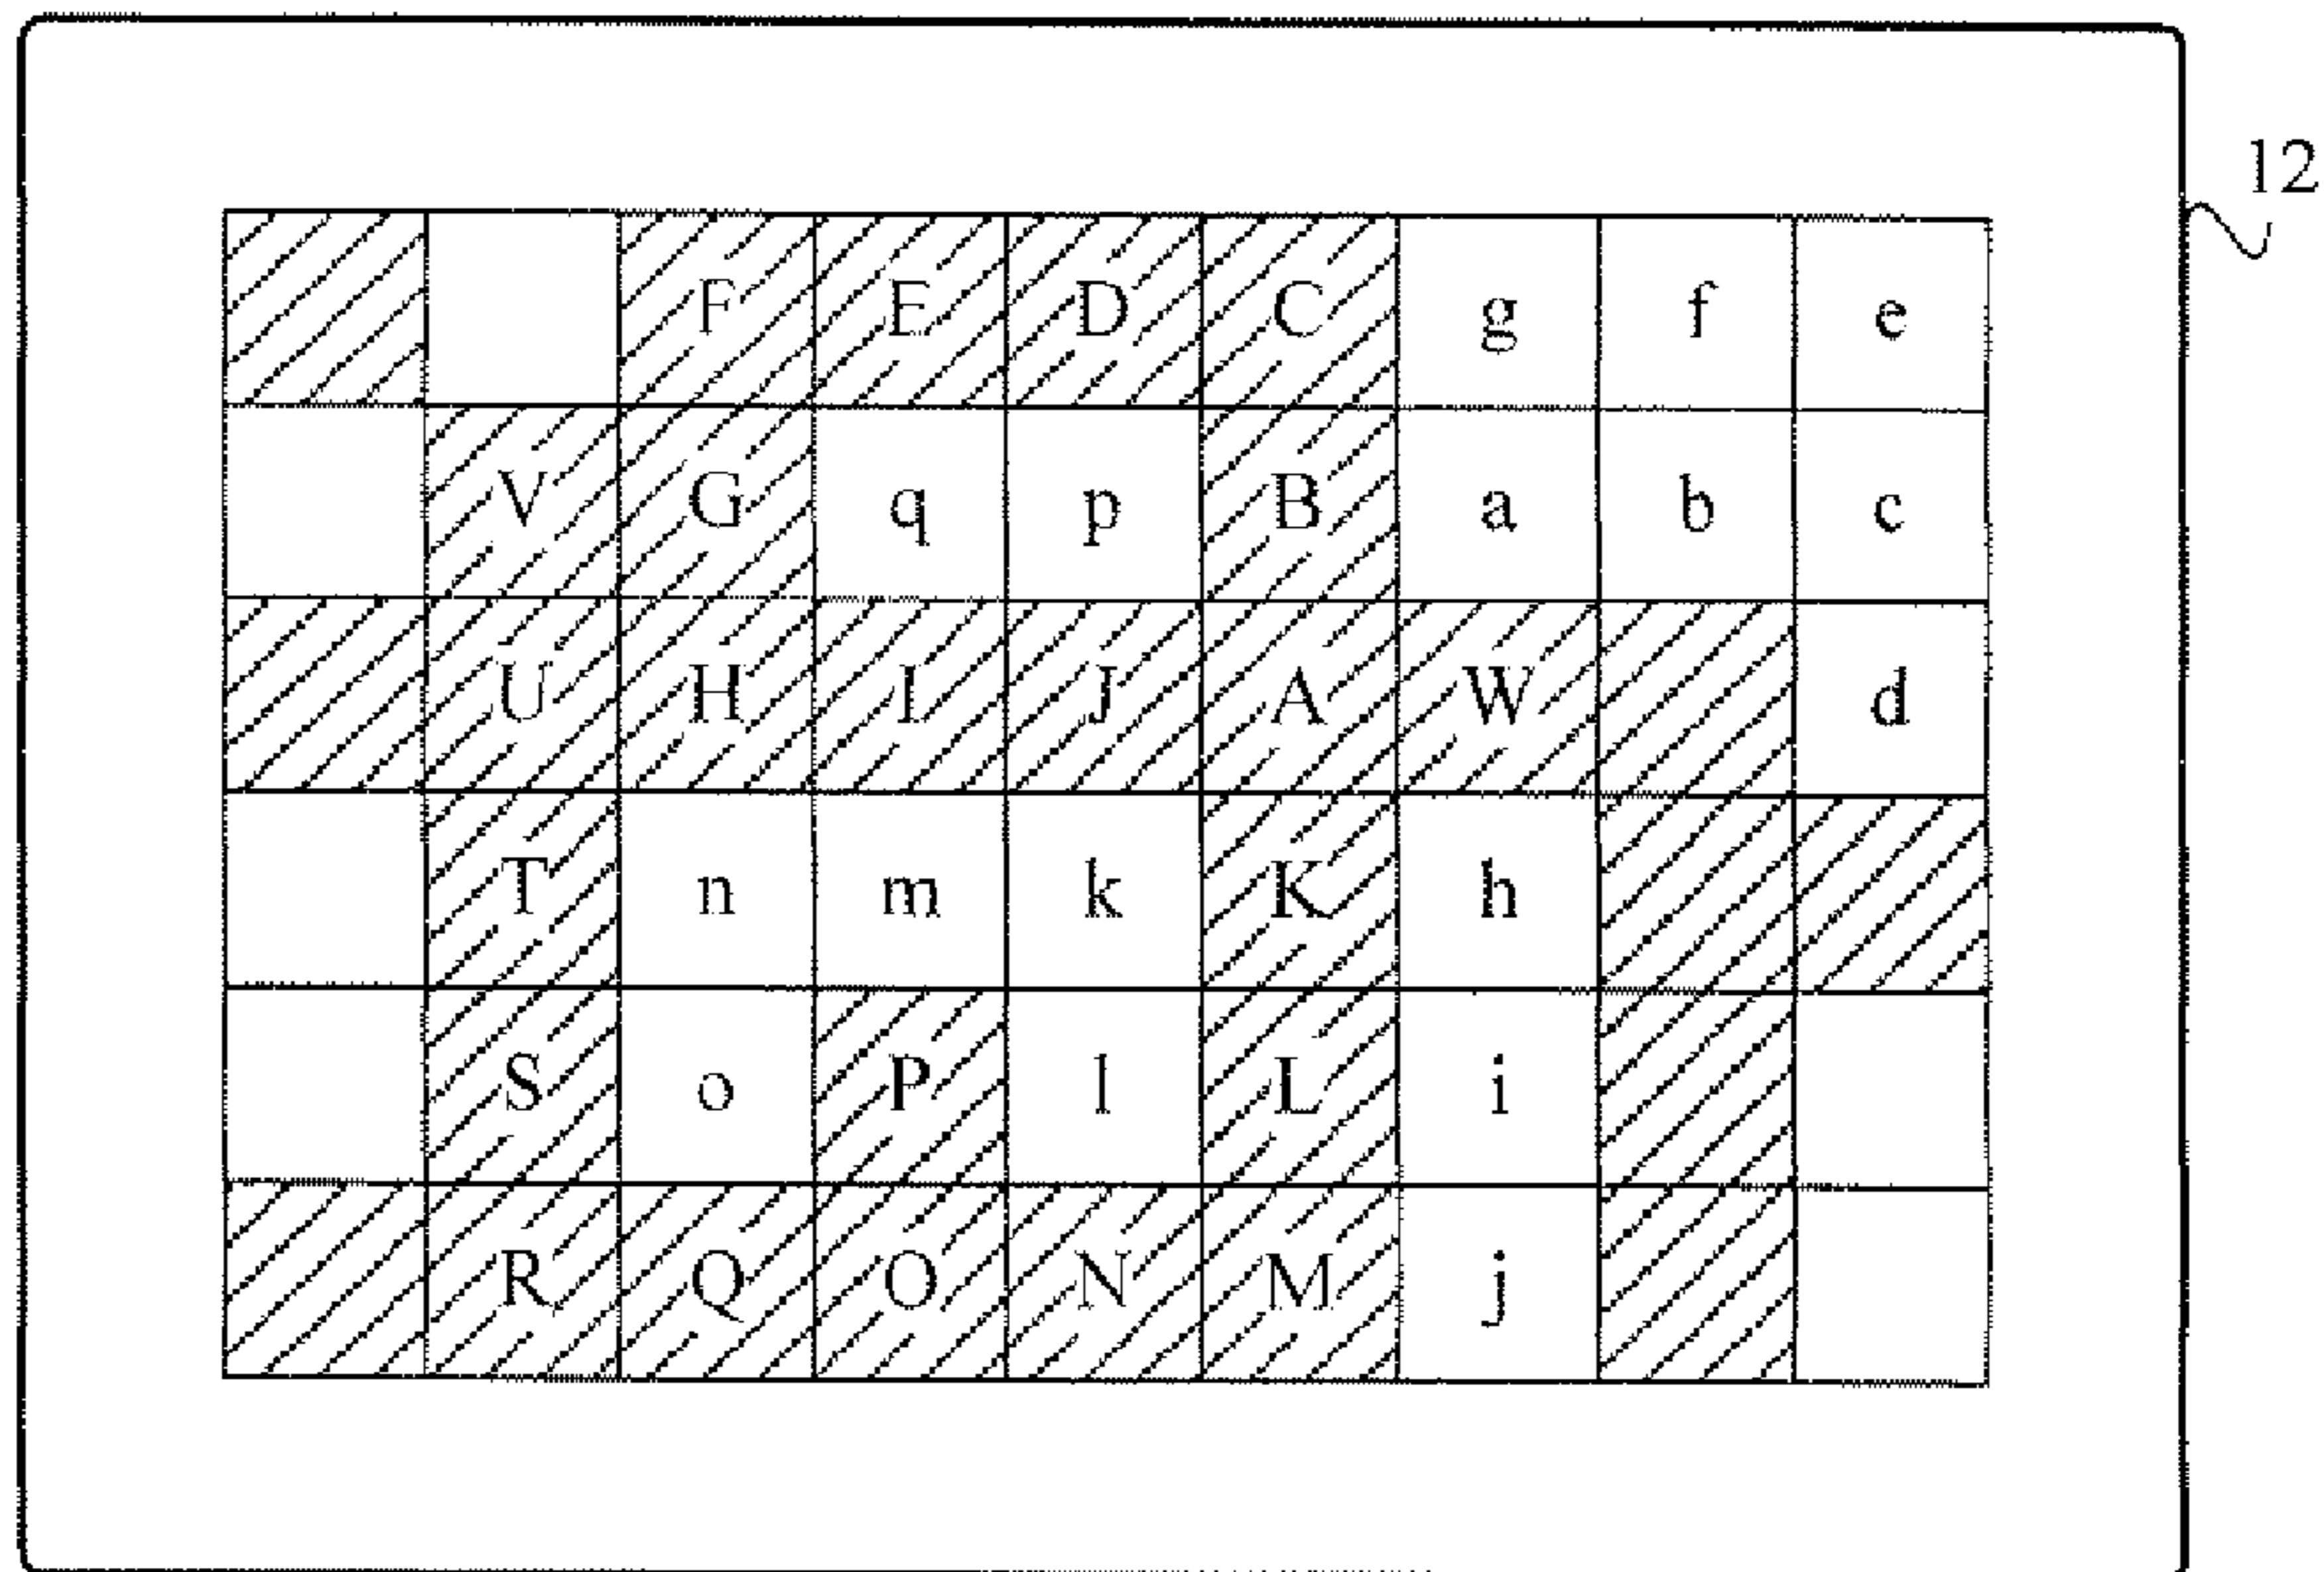 12
F E D C g f e
V G q p B a b c
U H I J A W d
T n m k K h
S o P l L i
R Q O N M j